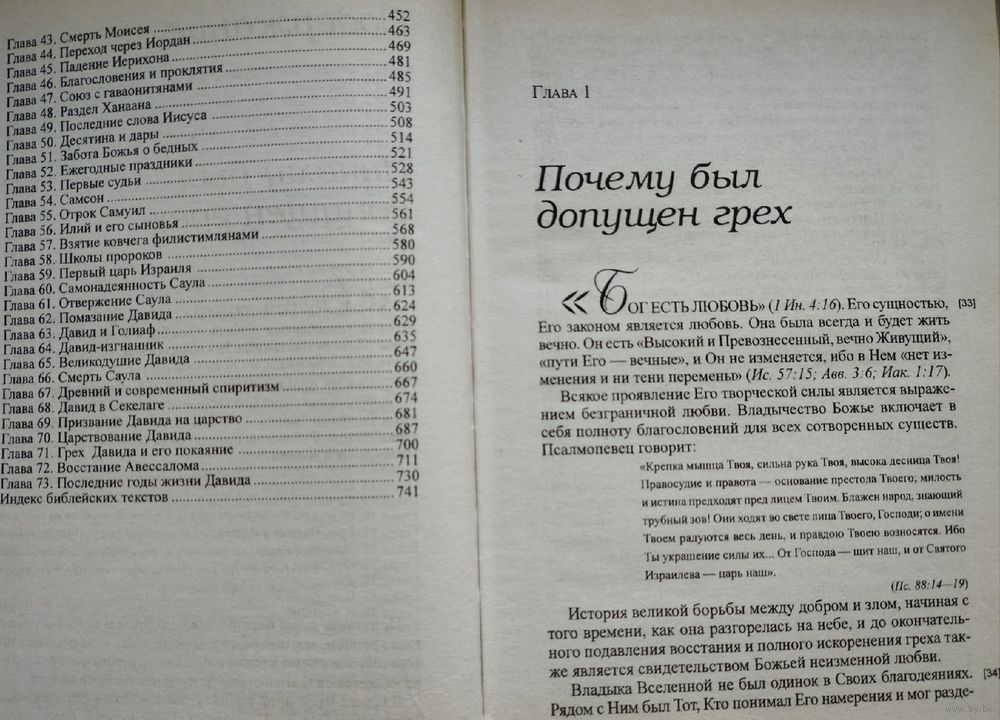 Глава 43. Смерть Моисея 452
Глава 44. Переход через Иордан 463
Глава 45. Падение Иерихона 469
Глава 46. Благословения и проклятия 481
Глава 47. Союз с гаваонитянами 485
Глава 48. Раздел Ханаана 491
Глава 49. Последние слова Иисуса 503
Глава 50. Десятина и дары 508
Глава 51. Забота Божья о бедных 514
Глава 52. Ежегодные праздники 521
Глава 53. Первые судьи 528
Глава 54. Самсон 543
Глава 55. Отрок Самуил 554
Глава 56. Илий и его сыновья 561
Глава 57. Взятие ковчега филистимлянами 568
Глава 58. Школы пророков 580
Глава 59. Первый царь Израиля 590
Глава 60. Самонадеянность Саула 604
Глава 61. Отвержение Саула 613
Глава 62. Помазание Давида 624
Глава 63. Давид и Голиаф 629
Глава 64. Давид-изгнанник 635
Глава 65. Великодушие Давида 647
Глава 66. Смерть Саула 660
Глава 67. Древний и современный спиритизм 667
Глава 68. Давид в Секелаге 674
Глава 69. Призвание Давида на царство 681
Глава 70. Царствование Давида 687
Глава 71. Грех Давида и его покаяние 700
Глава 72. Восстание Авессалома 711
Глава 73. Последние годы жизни Давида 730
Индекс библейских текстов 741
Глава 1
Почему был
допущен грех
«БОГ ЕСТЬ ЛЮБОВЬ» (1 Ин. 4:16). Его сущностью, [33]
Его законом является любовь. Она была всегда и будет жить
вечно. Он есть «Высокий и Превознесенный, вечно Живущий»,
«пути Его — вечные», и Он не изменяется, ибо в Нем «нет из-
менения и ни тени перемены» (Ис. 57:15; Авв. 3:6; Иак. 1:17).
Всякое проявление Его творческой силы является выраже-
нием безграничной любви. Владычество Божье включает в
себя полноту благословений для всех сотворенных существ.
Псалмопевец говорит:
«Крепка мышца Твоя, сильна рука Твоя, высока десница Твоя!
Правосудие и правота — основание престола Твоего; милость
и истина предходят пред лицем Твоим. Блажен народ, знающий
трубный зов! Они ходят во свете лица Твоего, Господи; о имени
Твоем радуются весь день, и правдою Твоею возносятся. Ибо
Ты украшение силы их... От Господа — щит наш, и от Святого
Израилева — царь наш».
(Пс. 88:14—19)
История великой борьбы между добром и злом, начиная с
того времени, как она разгорелась на небе, и до окончатель-
ного подавления восстания и полного искоренения греха так-
же является свидетельством Божьей неизменной любви.
Владыка Вселенной не был одинок в Своих благодеяниях. [34]
Рядом с Ним был Тот, Кто понимал Его намерения и мог разде-
www.ay.by